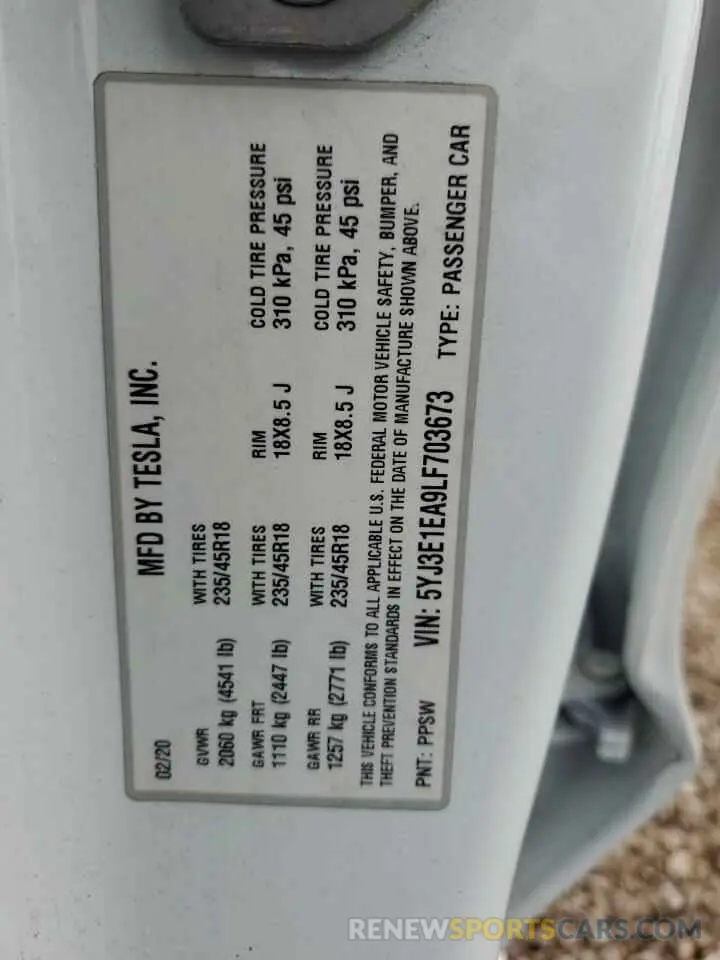 MFD BY TESLA, INC.
02/20
GVWR WITH TIRES
2060 kg (4541 lb) 235/45R18
GAWR FRT WITH TIRES RIM COLD TIRE PRESSURE
1110 kg (2447 lb) 235/45R18 18X8.5 J 310 kPa, 45 psi
GAWR RR WITH TIRES RIM COLD TIRE PRESSURE
1257 kg (2771 lb) 235/45R18 18X8.5 J 310 kPa, 45 psi
THIS VEHICLE CONFORMS TO ALL APPLICABLE U.S. FEDERAL MOTOR VEHICLE SAFETY, BUMPER, AND
THEFT PREVENTION STANDARDS IN EFFECT ON THE DATE OF MANUFACTURE SHOWN ABOVE.
PNT: PPSW VIN: 5YJ3E1EA9LF703673 TYPE: PASSENGER CAR
RENEWSPORTSCARS.COM